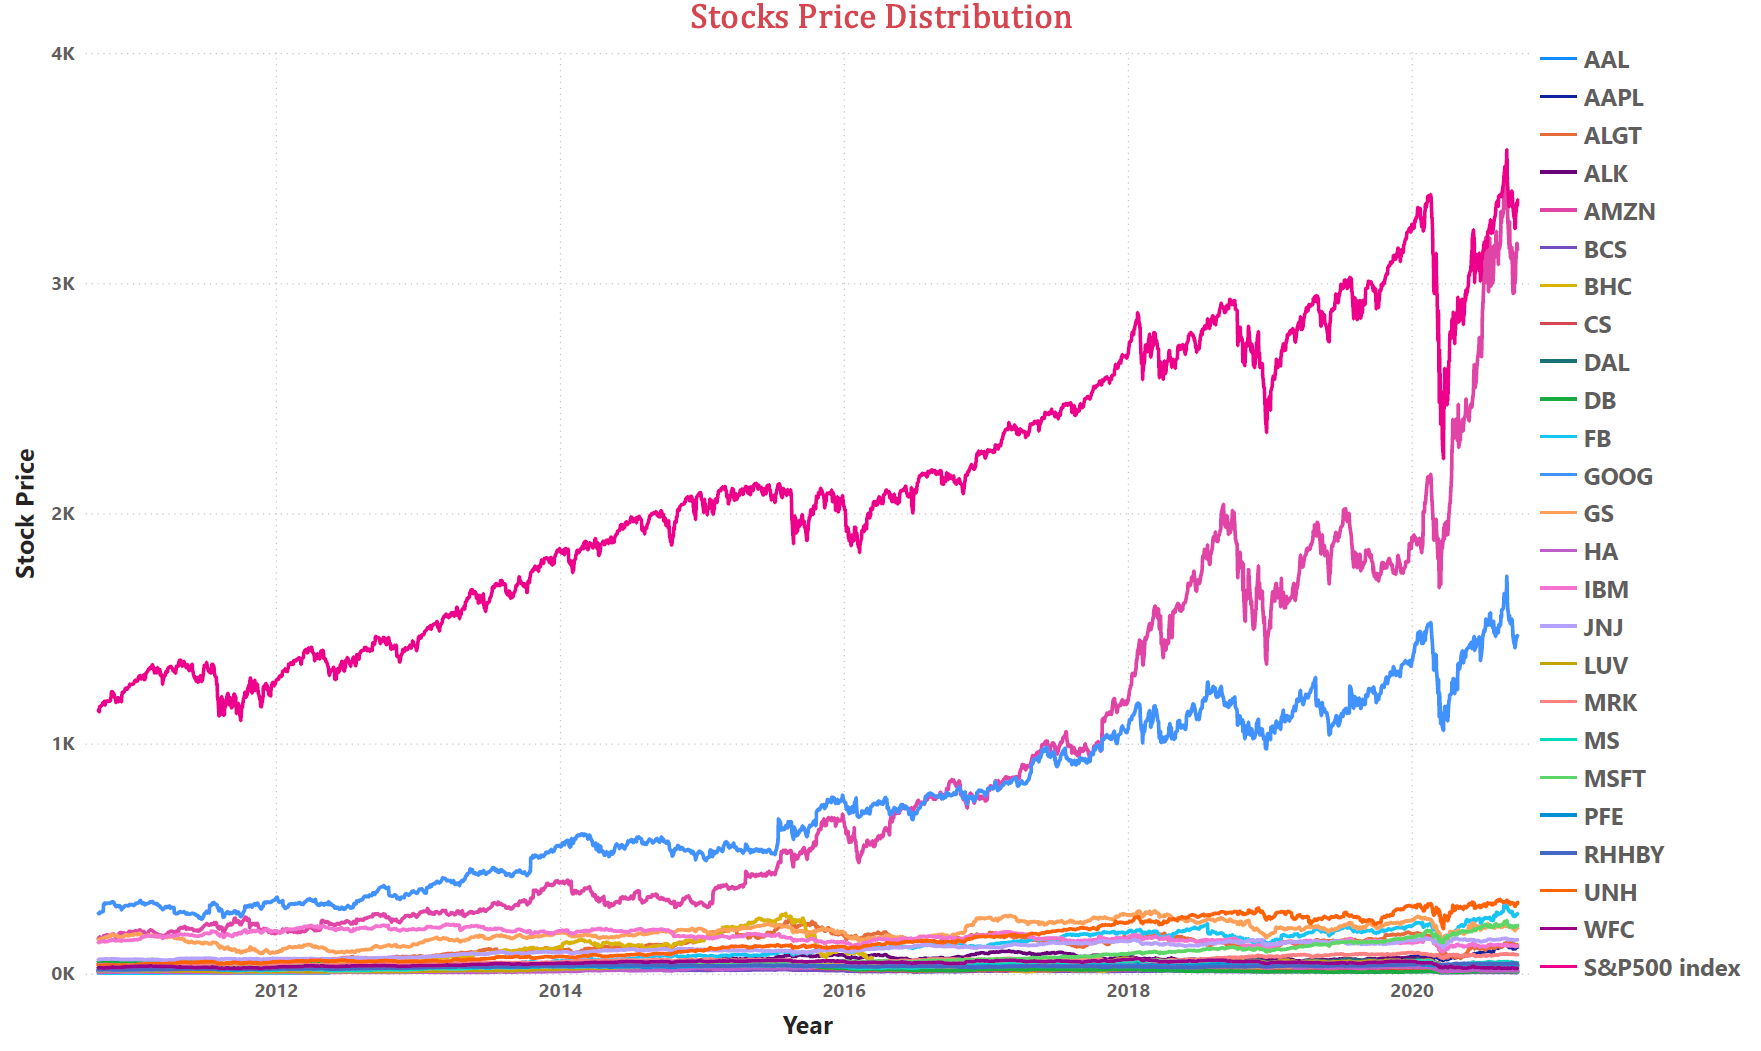 Stocks Price Distribution
4K
3K
2K
1K
0K
Stock Price
2012 2014 2016 2018 2020
Year
AAL
AAPL
ALGT
ALK
AMZN
BCS
BHC
CS
DAL
DB
FB
GOOG
GS
HA
IBM
JNJ
LUV
MRK
MS
MSFT
PFE
RHHBY
UNH
WFC
S&P500 index